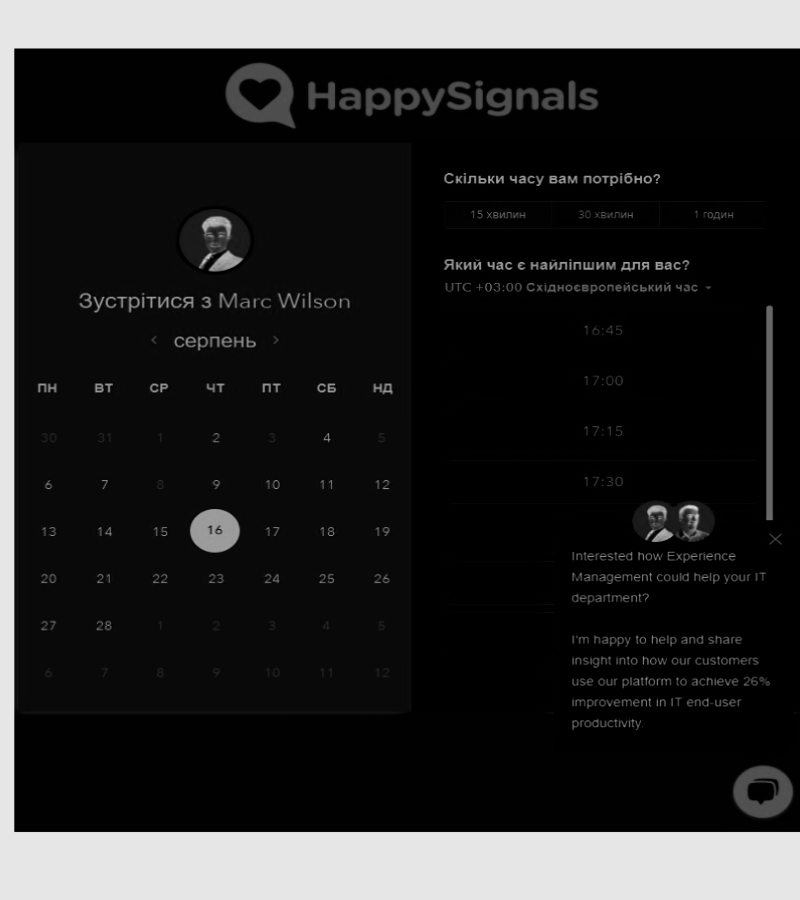 HappySignals
Зустрітися з Marc Wilson
серпень
ПН ВТ СР ЧТ ПТ СБ НД
30 31 1 2 3 4 5
6 7 8 9 10 11 12
13 14 15 16 17 18 19
20 21 22 23 24 25 26
27 28 1 2 3 4 5
6 7 8 9 10 11 12
Скільки часу вам потрібно?
15 хвилин 30 хвилин 1 годин
Який час є найліпшим для вас?
UTC +03:00 Східноєвропейський час
16:45
17:00
17:15
17:30
Interested how Experience
Management could help your IT
department?
I'm happy to help and share
insight into how our customers
use our platform to achieve 26%
improvement in IT end-user
productivity.